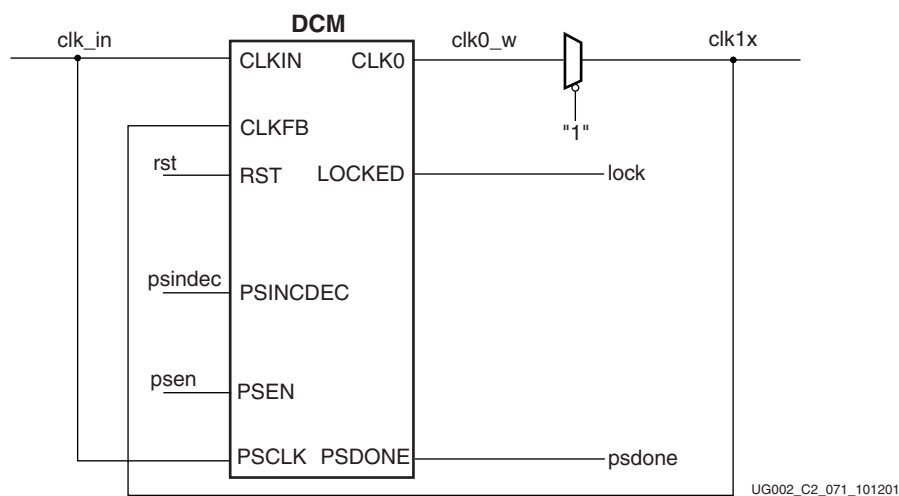 DCM
clk_in
clk0_w
clk1x
CLKIN
CLK0
"1"
CLKFB
rst
RST
LOCKED
lock
psindec
PSINCDEC
psen
PSEN
PSCLK
PSDONE
psdone
UG002_C2_071_101201